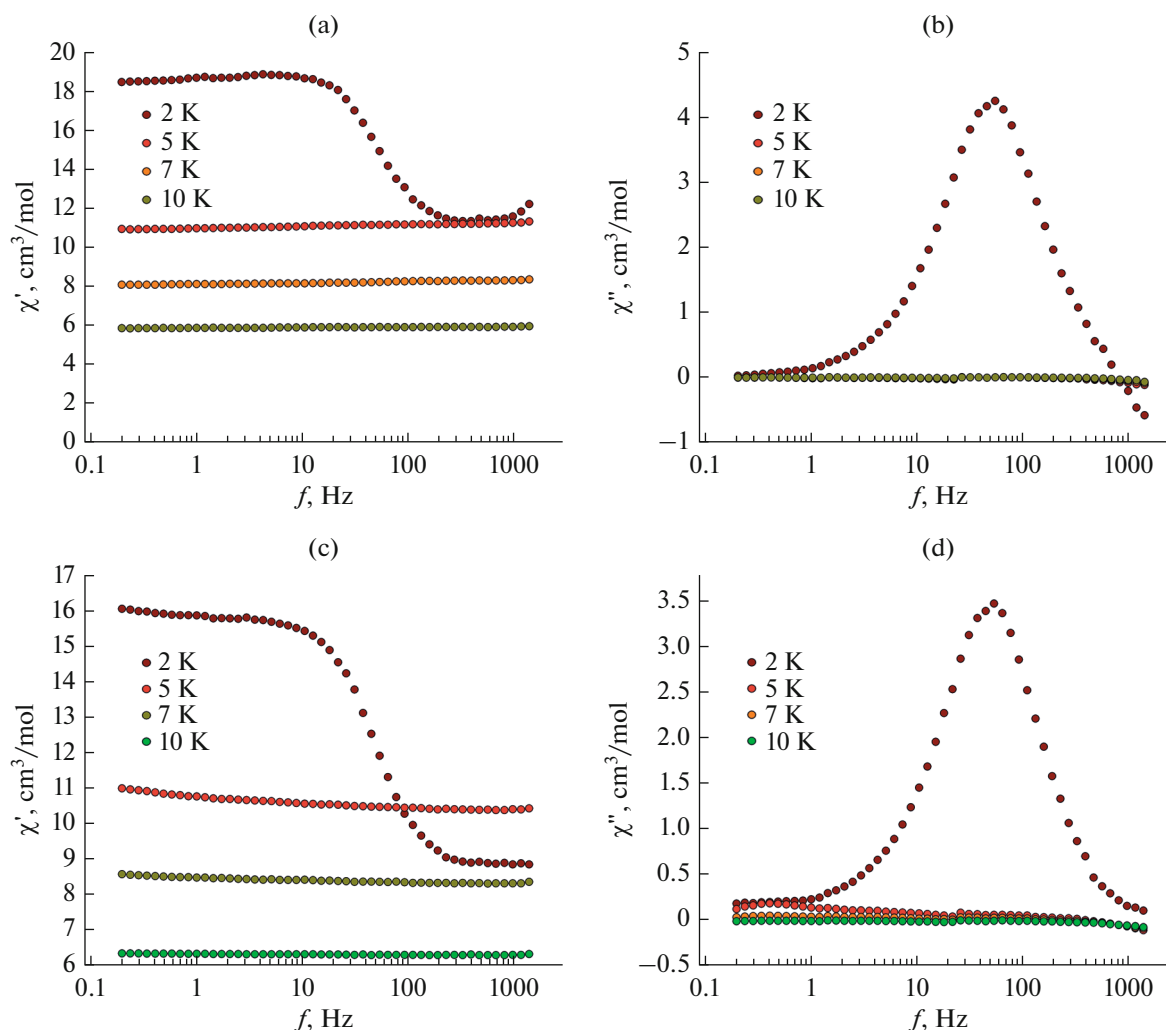 (a)
20
18
16
14
12
10
8
6
4
2
0
χ', cm³/mol
2 K
5 K
7 K
10 K
0.1 1 10 100 1000
f, Hz
(b)
5
4
3
2
1
0
−1
χ", cm³/mol
2 K
5 K
7 K
10 K
0.1 1 10 100 1000
f, Hz
(c)
17
16
15
14
13
12
11
10
9
8
7
6
χ', cm³/mol
2 K
5 K
7 K
10 K
0.1 1 10 100 1000
f, Hz
(d)
3.5
3.0
2.5
2.0
1.5
1.0
0.5
0
−0.5
χ", cm³/mol
2 K
5 K
7 K
10 K
0.1 1 10 100 1000
f, Hz